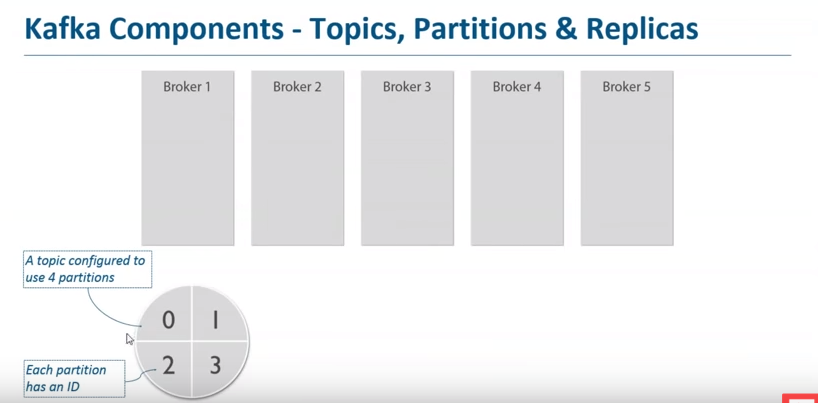 Kafka Components - Topics, Partitions & Replicas
Broker 1
Broker 2
Broker 3
Broker 4
Broker 5
A topic configured to
use 4 partitions
0
1
2
3
Each partition
has an ID